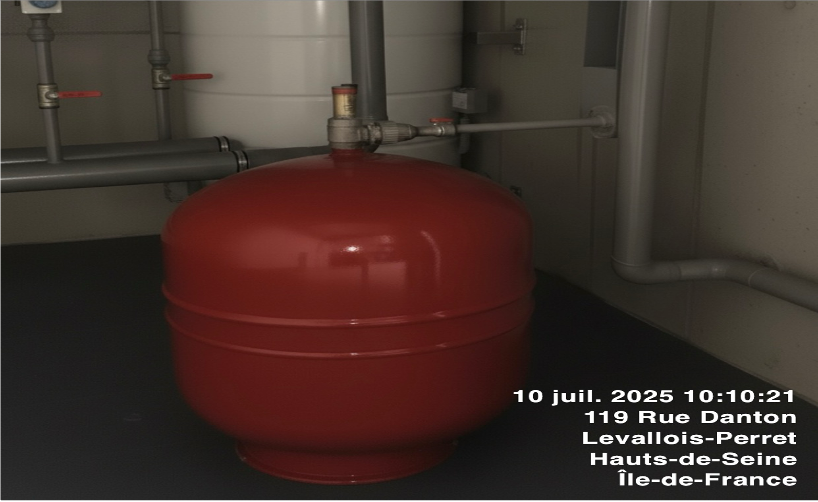 10 juil. 2025 10:10:21
119 Rue Danton
Levallois-Perret
Hauts-de-Seine
Île-de-France